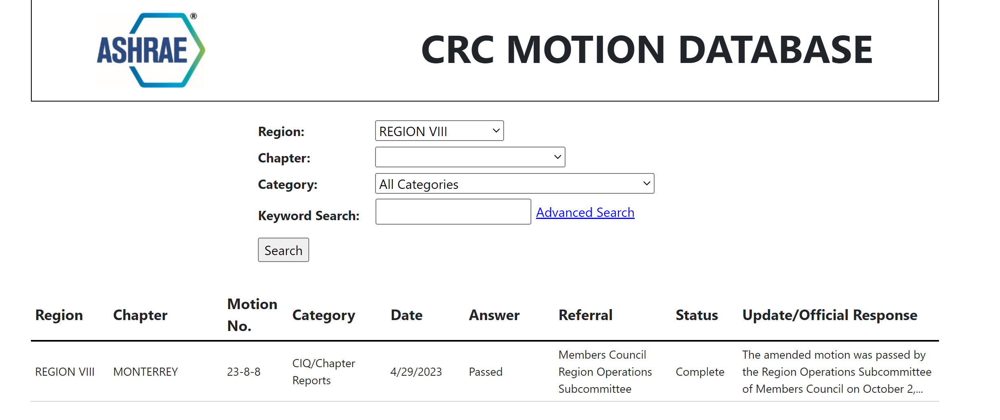 ASHRAE®
CRC MOTION DATABASE
Region: REGION VIII
Chapter:
Category: All Categories
Keyword Search: Advanced Search
Search
Region Chapter Motion No. Category Date Answer Referral Status Update/Official Response
REGION VIII MONTERREY 23-8-8 CIQ/Chapter Reports 4/29/2023 Passed Members Council Region Operations Subcommittee Complete The amended motion was passed by the Region Operations Subcommittee of Members Council on October 2,...